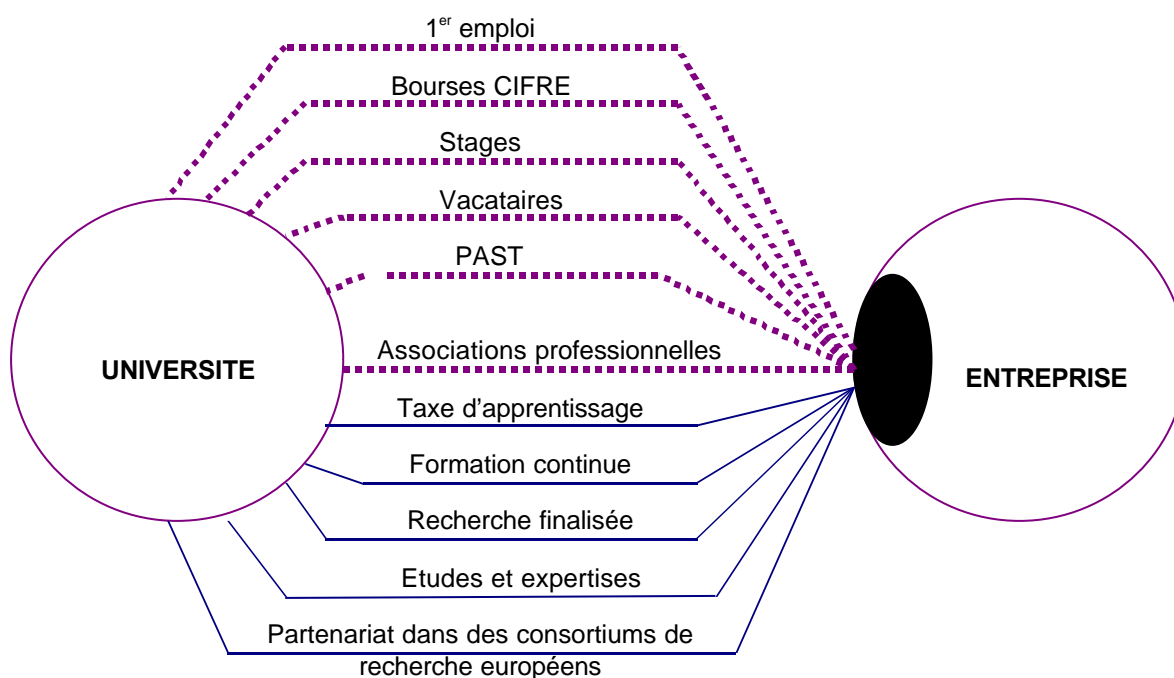 1er emploi
Bourses CIFRE
Stages
Vacataires
PAST
Associations professionnelles
UNIVERSITE
ENTREPRISE
Taxe d'apprentissage
Formation continue
Recherche finalisée
Etudes et expertises
Partenariat dans des consortiums de
recherche européens